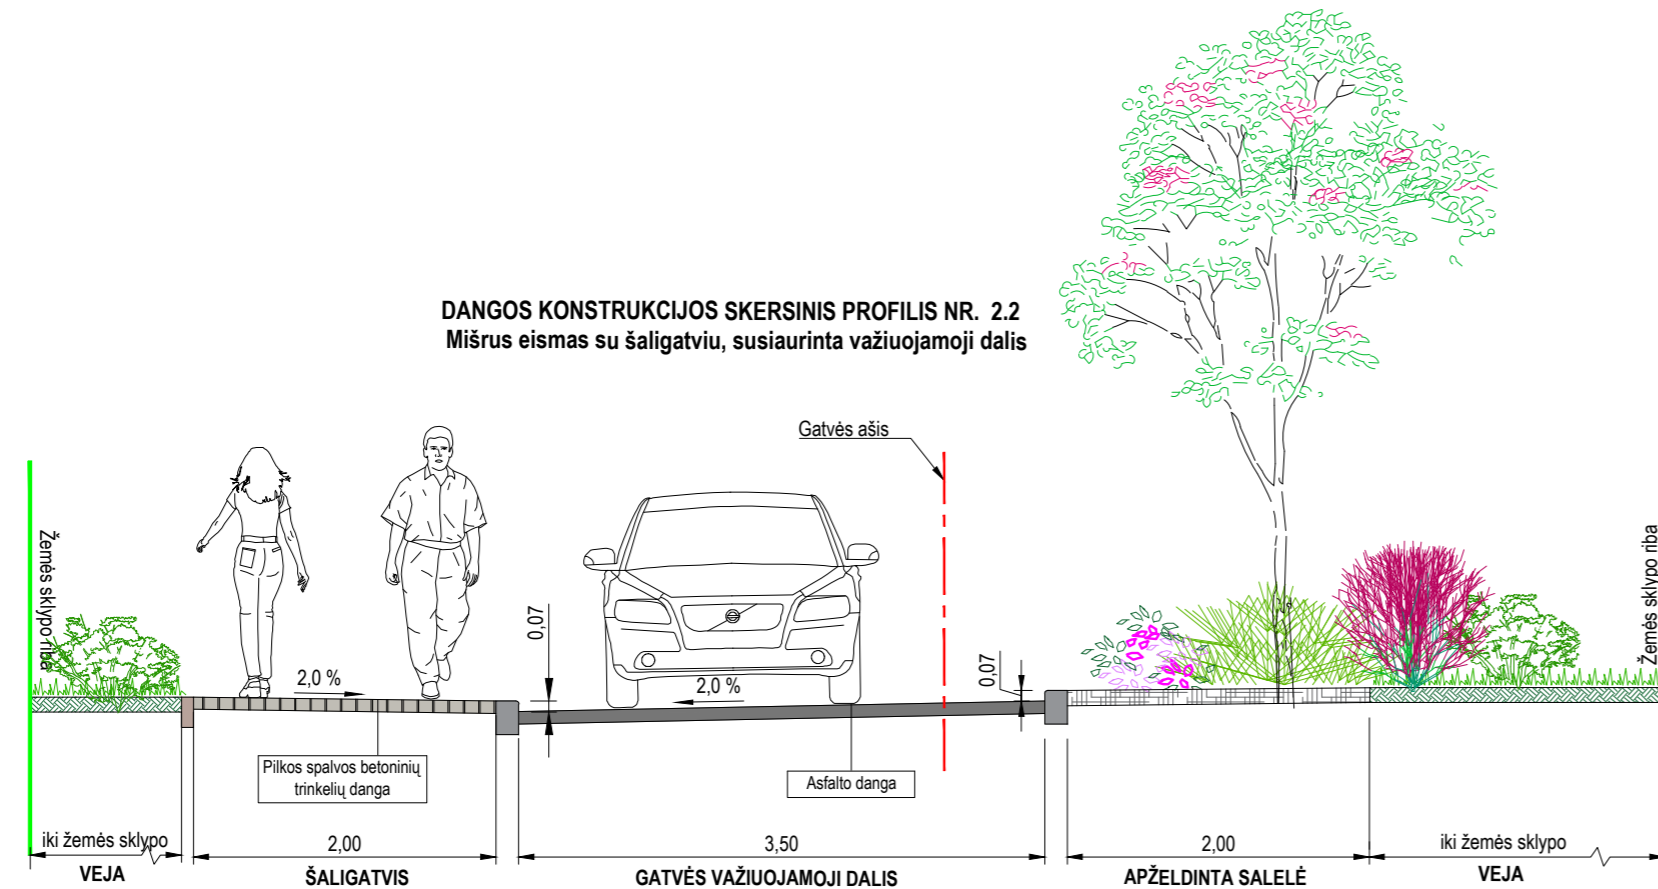 DANGOS KONSTRUKCIJOS SKERSINIS PROFILIS NR. 2.2
Mišrus eismas su šaligatviu, susiaurinta važiuojamoji dalis
Gatvės ašis
Žemės sklypo riba
Žemės sklypo riba
2,0 %
0,07
2,0 %
0,07
Pilkos spalvos betoninių
trinkelių danga
Asfalto danga
iki žemės sklypo
2,00
3,50
2,00
iki žemės sklypo
VEJA
ŠALIGATVIS
GATVĖS VAŽIUOJAMOJI DALIS
APŽELDINTA SALELĖ
VEJA